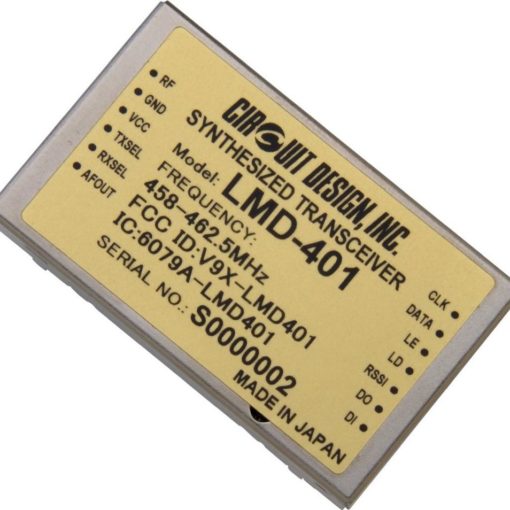 RF
GND
VCC
TXSEL
RXSEL
AFOUT
CIRCUIT DESIGN, INC.
SYNTHESIZED TRANSCEIVER
Model: LMD-401
FREQUENCY:
458-462.5MHz
FCC ID:V9X-LMD401
IC:6079A-LMD401
SERIAL NO.: S0000002
MADE IN JAPAN
CLK
DATA
LE
LD
RSSI
DO
DI